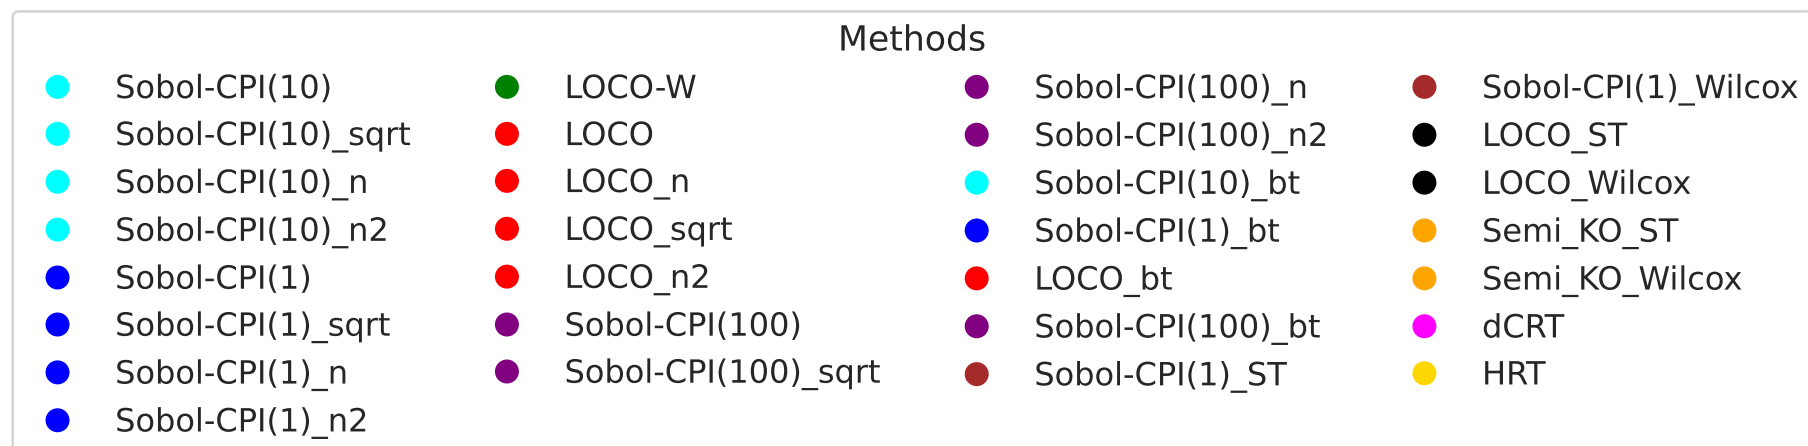 Methods
Sobol-CPI(10)
Sobol-CPI(10)_sqrt
Sobol-CPI(10)_n
Sobol-CPI(10)_n2
Sobol-CPI(1)
Sobol-CPI(1)_sqrt
Sobol-CPI(1)_n
Sobol-CPI(1)_n2
LOCO-W
LOCO
LOCO_n
LOCO_sqrt
LOCO_n2
Sobol-CPI(100)
Sobol-CPI(100)_sqrt
Sobol-CPI(100)_n
Sobol-CPI(100)_n2
Sobol-CPI(10)_bt
Sobol-CPI(1)_bt
LOCO_bt
Sobol-CPI(100)_bt
Sobol-CPI(1)_ST
Sobol-CPI(1)_Wilcox
LOCO_ST
LOCO_Wilcox
Semi_KO_ST
Semi_KO_Wilcox
dCRT
HRT